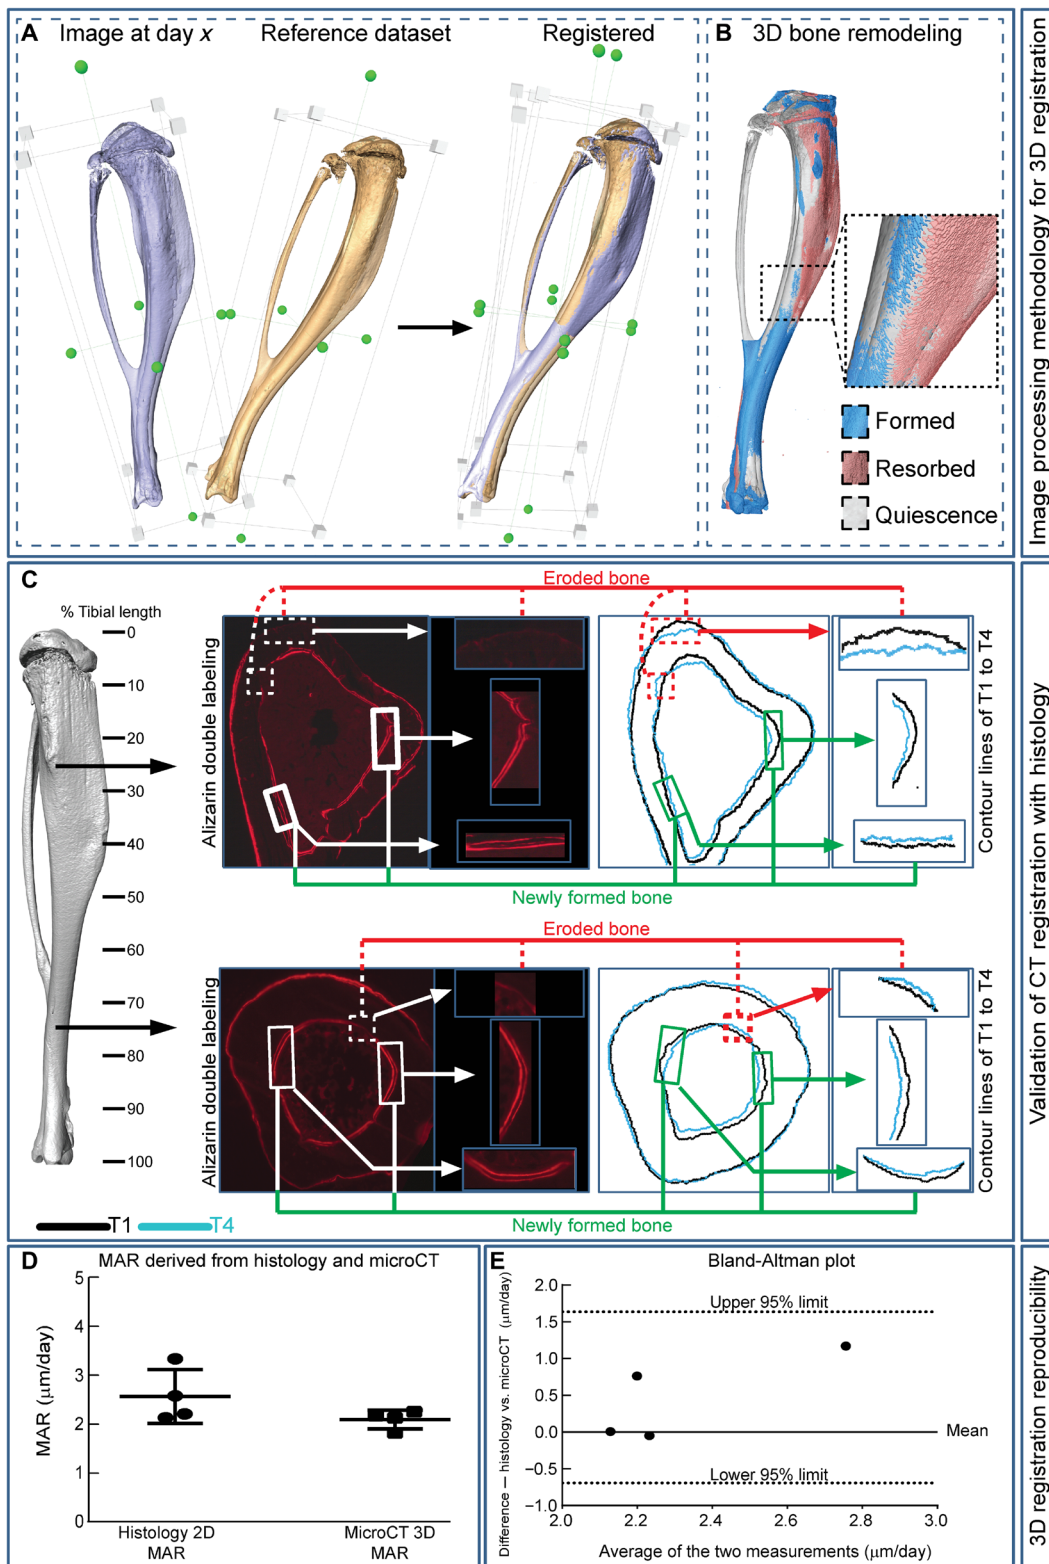 A
Image at day x
Reference dataset
Registered
B
3D bone remodeling
Formed
Resorbed
Quiescence
Image processing methodology for 3D registration
C
% Tibial length
0
10
20
30
40
50
60
70
80
90
100
Eroded bone
Alizarin double labeling
Contour lines of T1 to T4
Newly formed bone
Eroded bone
Alizarin double labeling
Contour lines of T1 to T4
Newly formed bone
T1
T4
Validation of CT registration with histology
D
MAR derived from histology and microCT
MAR (μm/day)
5
4
3
2
1
0
Histology 2D
MAR
MicroCT 3D
MAR
E
Bland-Altman plot
Difference — histology vs. microCT (μm/day)
2.0
1.5
1.0
0.5
0.0
−0.5
−1.0
Upper 95% limit
Mean
Lower 95% limit
2.0
2.2
2.4
2.6
2.8
3.0
Average of the two measurements (μm/day)
3D registration reproducibility